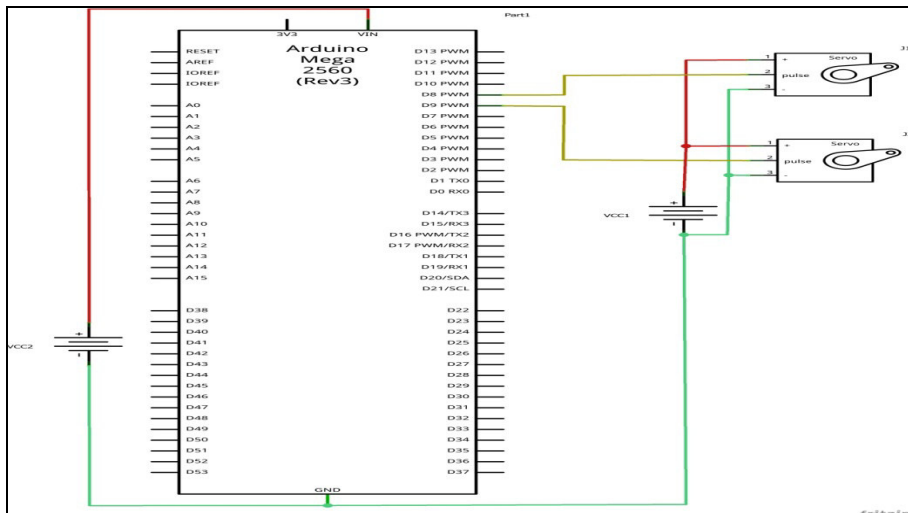 Part1
3V3
VIN
Arduino
Mega
2560
(Rev3)
RESET
AREF
IOREF
IOREF
A0
A1
A2
A3
A4
A5
A6
A7
A8
A9
A10
A11
A12
A13
A14
A15
D38
D39
D40
D41
D42
D43
D44
D45
D46
D47
D48
D49
D50
D51
D52
D53
D13 PWM
D12 PWM
D11 PWM
D10 PWM
D8 PWM
D9 PWM
D7 PWM
D6 PWM
D5 PWM
D4 PWM
D3 PWM
D2 PWM
D1 TX0
D0 RX0
D14/TX3
D15/RX3
D16 PWM/TX2
D17 PWM/RX2
D18/TX1
D19/RX1
D20/SDA
D21/SCL
D22
D23
D24
D25
D26
D27
D28
D29
D30
D31
D32
D33
D34
D35
D36
D37
GND
VCC2
+
-
VCC1
+
-
1
2
3
+
pulse
-
Servo
1
2
3
+
pulse
-
Servo